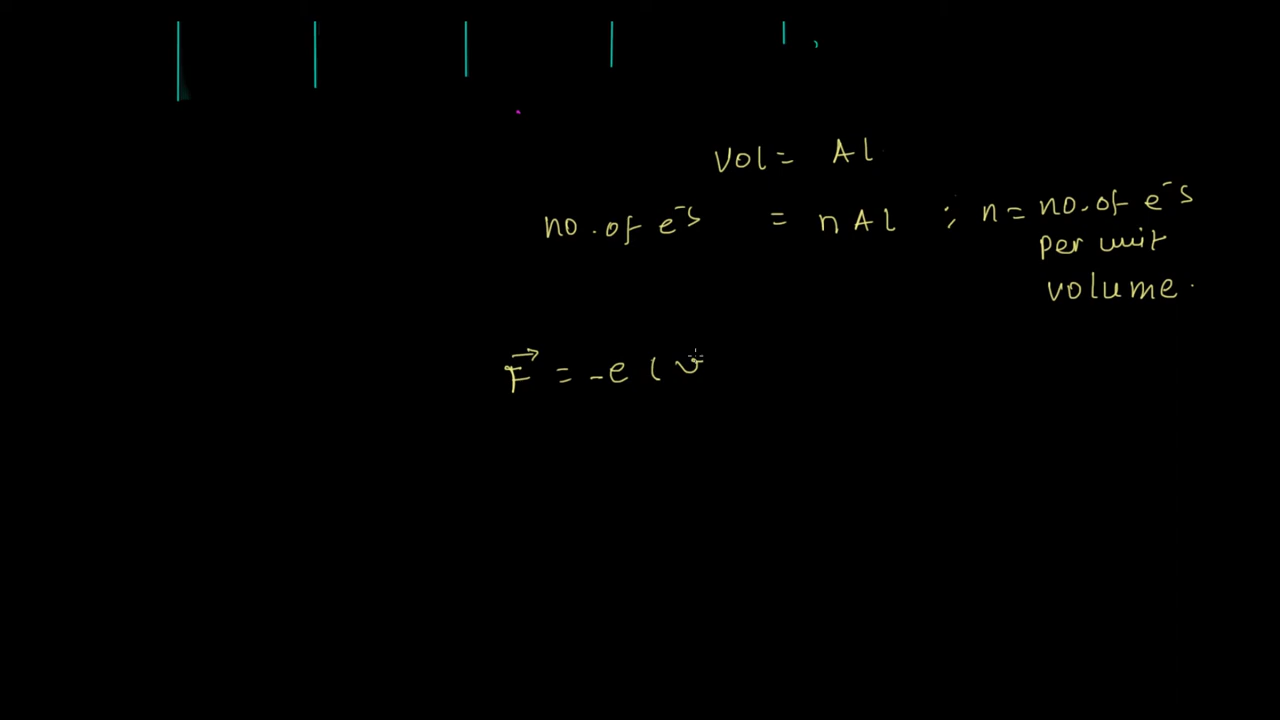 Vol = Al
no. of e⁻s = nAl ; n = no. of e⁻s
per unit
volume.
F⃗ = -e ( v